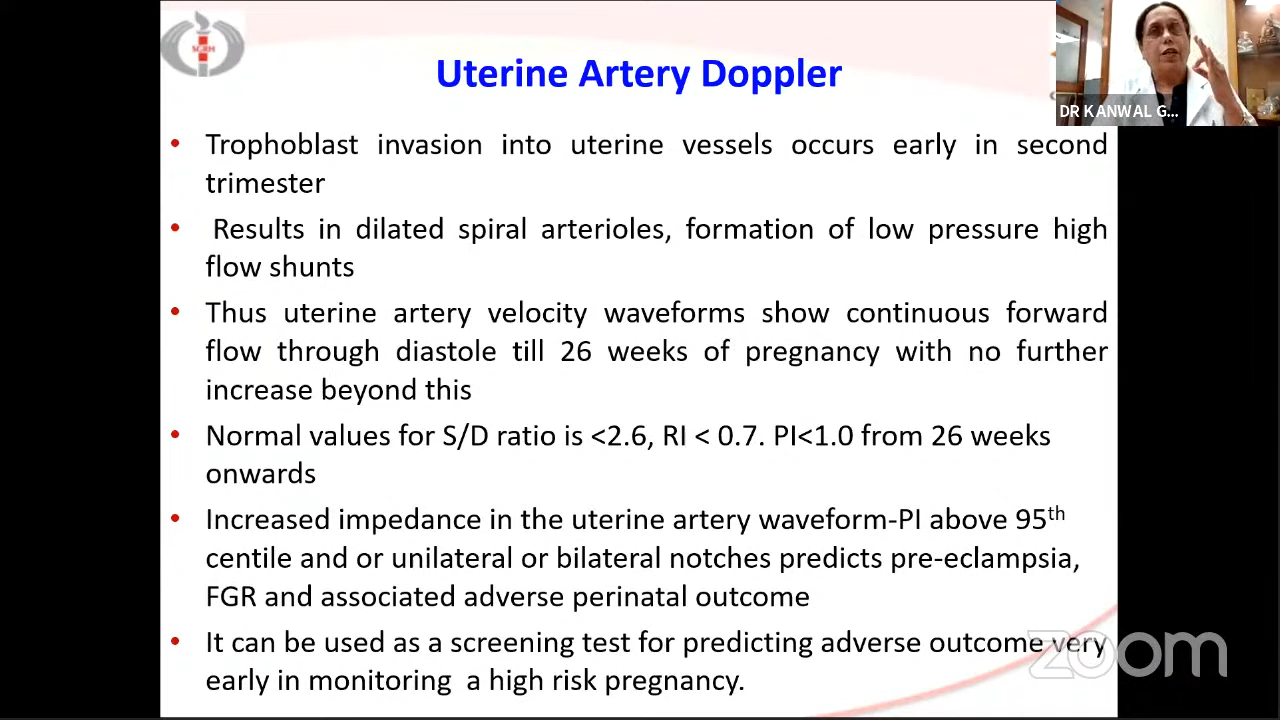 SGRH
Uterine Artery Doppler
DR KANWAL G...
• Trophoblast invasion into uterine vessels occurs early in second
trimester
• Results in dilated spiral arterioles, formation of low pressure high
flow shunts
• Thus uterine artery velocity waveforms show continuous forward
flow through diastole till 26 weeks of pregnancy with no further
increase beyond this
• Normal values for S/D ratio is <2.6, RI < 0.7. PI<1.0 from 26 weeks
onwards
• Increased impedance in the uterine artery waveform-PI above 95th
centile and or unilateral or bilateral notches predicts pre-eclampsia,
FGR and associated adverse perinatal outcome
• It can be used as a screening test for predicting adverse outcome very
early in monitoring a high risk pregnancy.
zoom